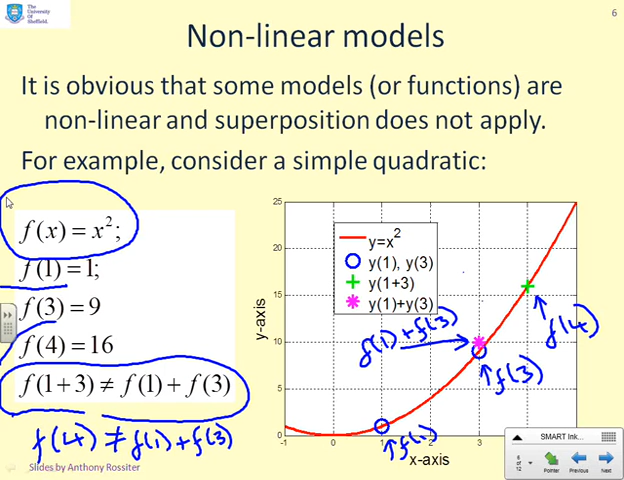 The
University
Of
Sheffield.
6
Non-linear models
It is obvious that some models (or functions) are
non-linear and superposition does not apply.
For example, consider a simple quadratic:
f(x) = x²;
f(1) = 1;
f(3) = 9
f(4) = 16
f(1+3) ≠ f(1) + f(3)
f(4) ≠ f(1) + f(3)
Slides by Anthony Rossiter
25
20
15
10
5
0
-1
0
1
2
3
y-axis
x-axis
y=x²
y(1), y(3)
y(1+3)
y(1)+y(3)
f(1) + f(3)
f(4)
f(3)
f(1)
SMART Ink...
6
of
12
Pointer
Previous
Next